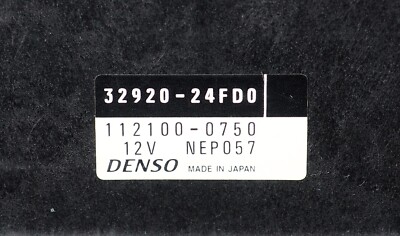 32920-24FD0
112100-0750
12V NEP057
DENSO MADE IN JAPAN